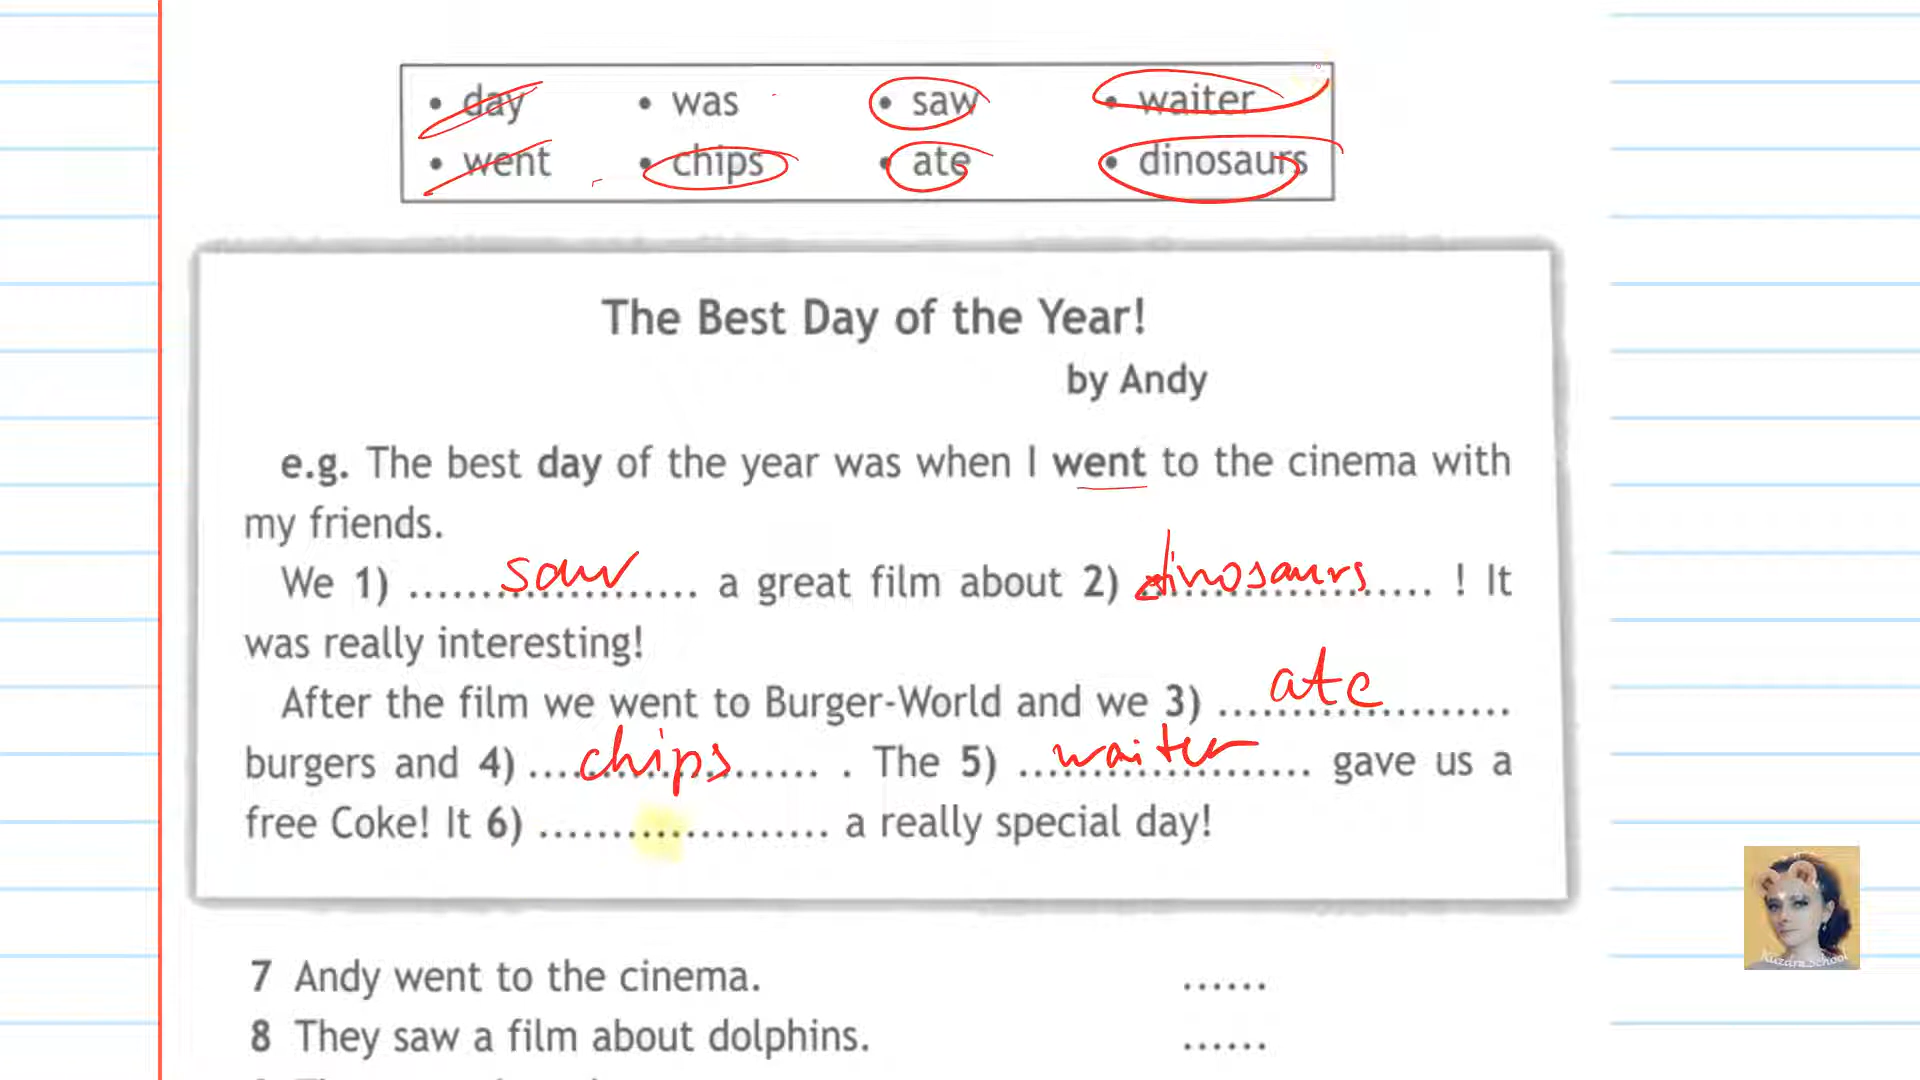 • day • was • saw • waiter
• went • chips • ate • dinosaurs
The Best Day of the Year!
by Andy
e.g. The best day of the year was when I went to the cinema with
my friends.
We 1) ....saw.... a great film about 2) ....dinosaurs.... ! It
was really interesting!
After the film we went to Burger-World and we 3) ....ate....
burgers and 4) ....chips.... . The 5) ....waiter.... gave us a
free Coke! It 6) .................... a really special day!
7 Andy went to the cinema. ......
8 They saw a film about dolphins. ......
Kuzdra School